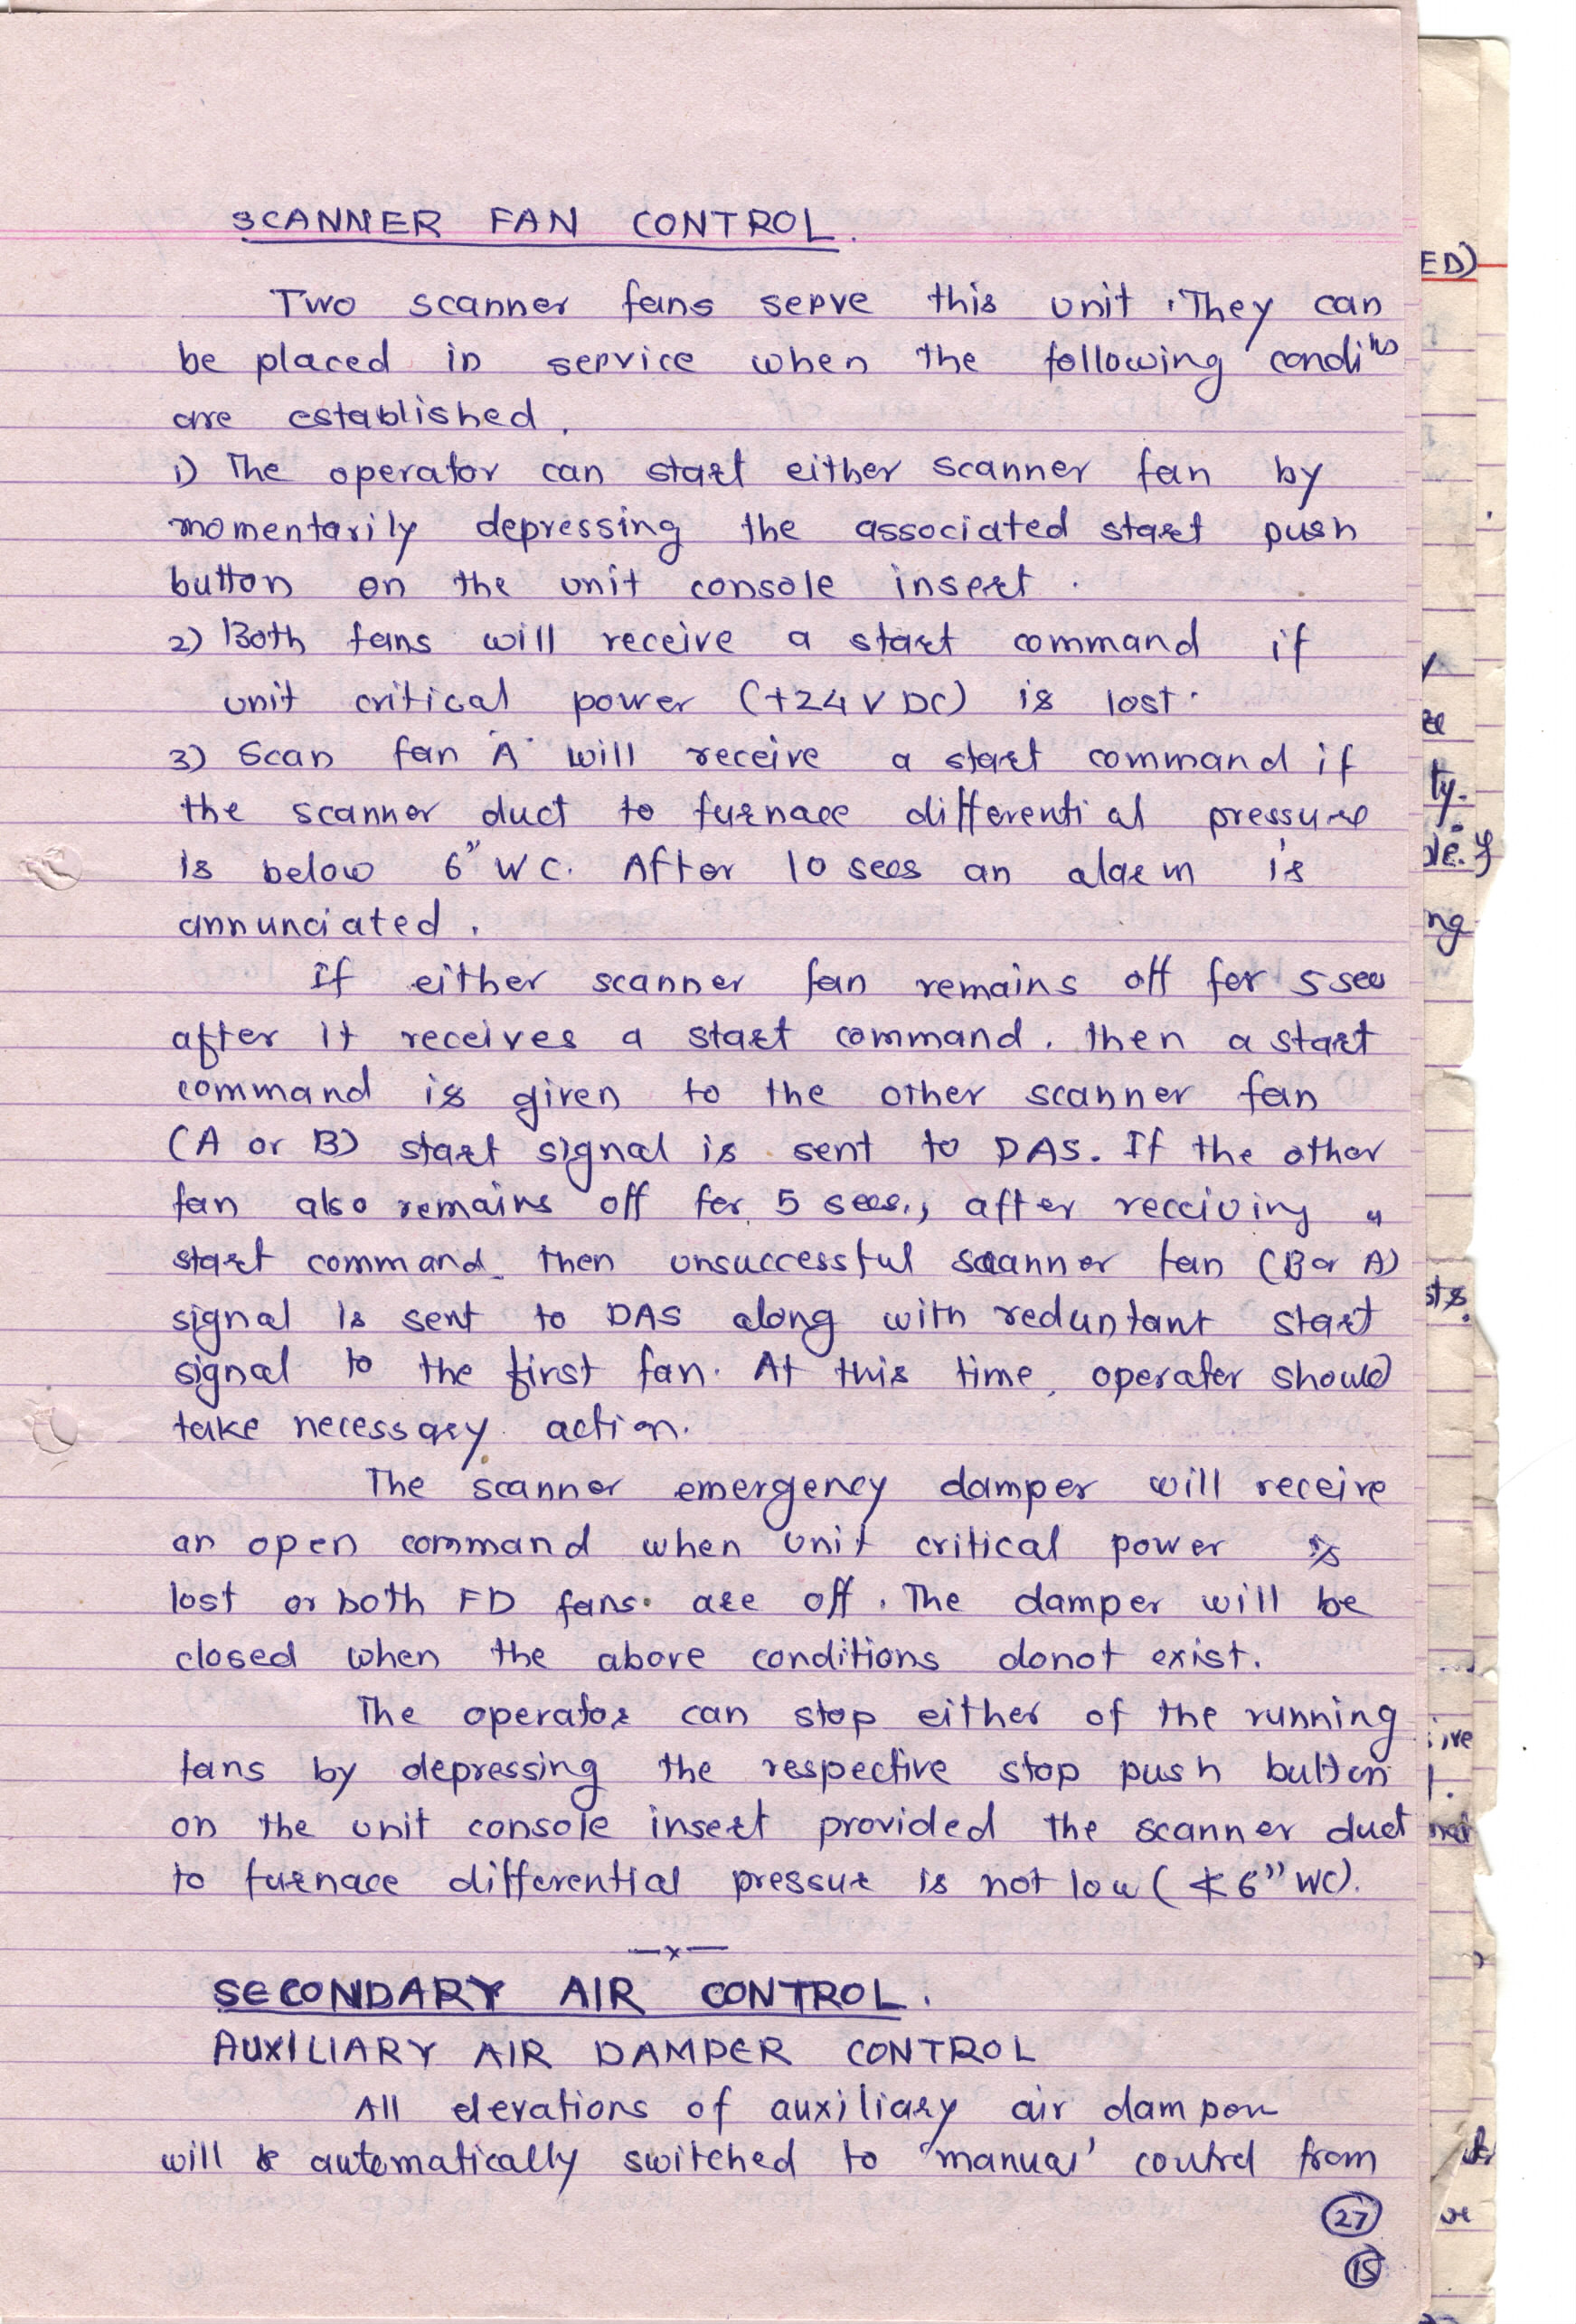 SCANNER FAN CONTROL.
Two scanner fans serve this unit. They can
be placed in service when the following condi^ns
are established.
1) The operator can start either scanner fan by
momentarily depressing the associated start push
button on the unit console insert.
2) Both fans will receive a start command if
unit critical power (+24 V DC) is lost.
3) Scan fan 'A' will receive a start command if
the scanner duct to furnace differential pressure
is below 6" WC. After 10 secs an alarm is
annunciated.
If either scanner fan remains off for 5 secs
after it receives a start command, then a start
command is given to the other scanner fan
(A or B) start signal is sent to DAS. If the other
fan also remains off for 5 secs., after receiving a
start command, then unsuccessful scanner fan (B or A)
signal is sent to DAS along with reduntant start
signal to the first fan. At this time, operator should
take necessary action.
The scanner emergency damper will receive
an open command when unit critical power is
lost or both FD fans are off. The damper will be
closed when the above conditions donot exist.
The operator can stop either of the running
fans by depressing the respective stop push button
on the unit console insert provided the scanner duct
to furnace differential pressure is not low (≮ 6" WC).
—x—
SECONDARY AIR CONTROL.
AUXILIARY AIR DAMPER CONTROL
All elevations of auxiliary air damper
will be automatically switched to 'manual' control from
27
15
ED)
ty.
ng
sts.
ive